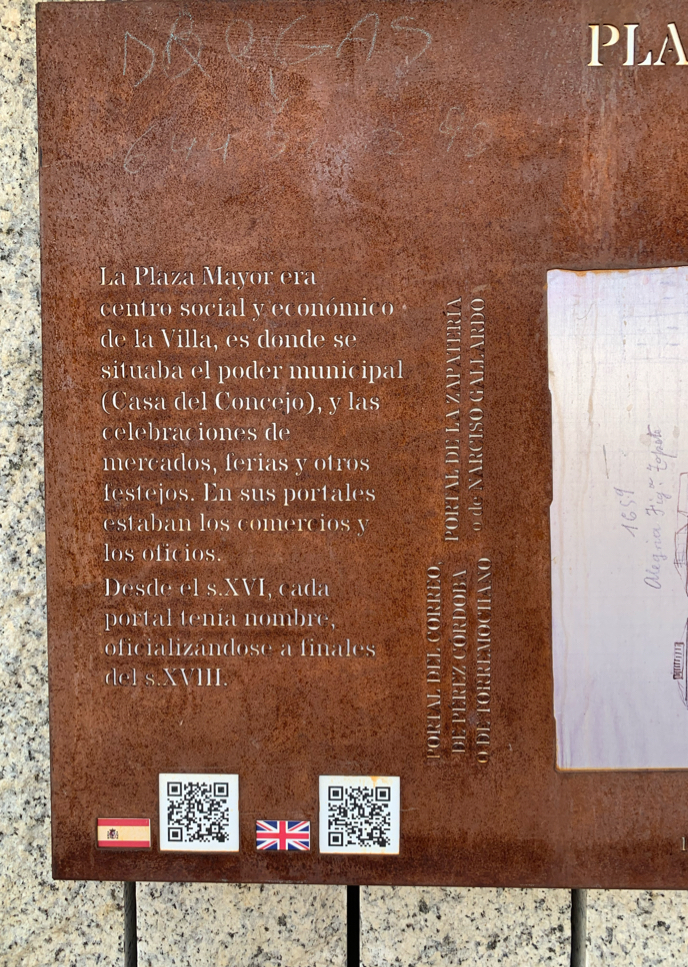 DROGAS
PLA
La Plaza Mayor era
centro social y económico
de la Villa, es donde se
situaba el poder municipal
(Casa del Concejo), y las
celebraciones de
mercados, ferias y otros
festejos. En sus portales
estaban los comercios y
los oficios.
Desde el s.XVI, cada
portal tenía nombre,
oficializándose a finales
del s.XVIII.
PORTAL DE LA ZAPATERÍA
o de NARCISO GALLARDO
PORTAL DEL CORREO,
DE PEREZ CORDOBA
O DE TORREMOCHANO
1659